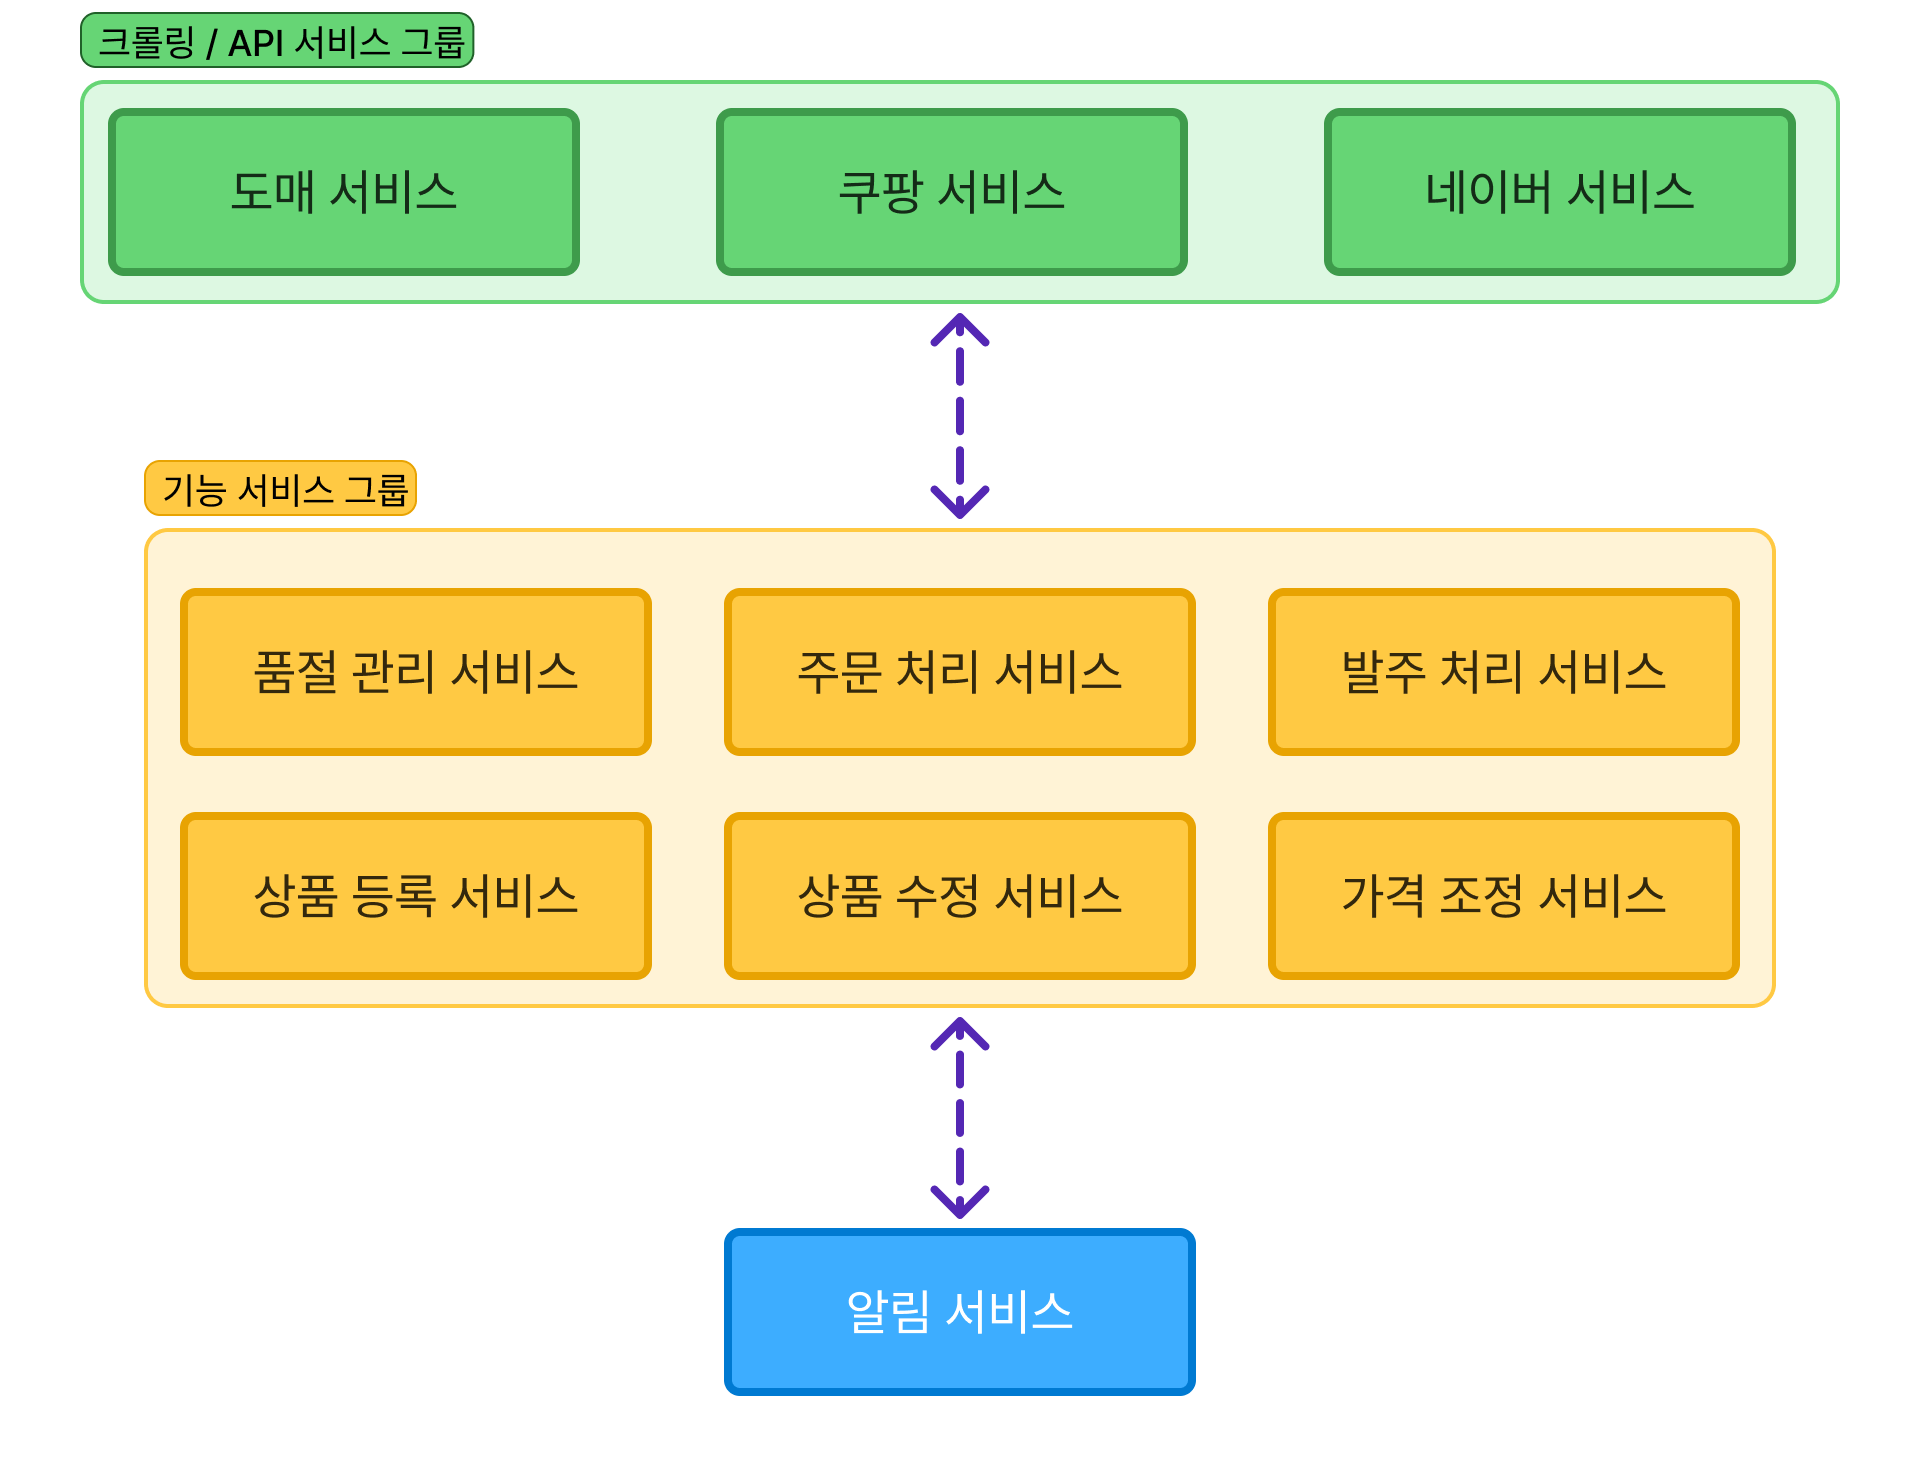 크롤링 / API 서비스 그룹
도매 서비스
쿠팡 서비스
네이버 서비스
기능 서비스 그룹
품절 관리 서비스
주문 처리 서비스
발주 처리 서비스
상품 등록 서비스
상품 수정 서비스
가격 조정 서비스
알림 서비스